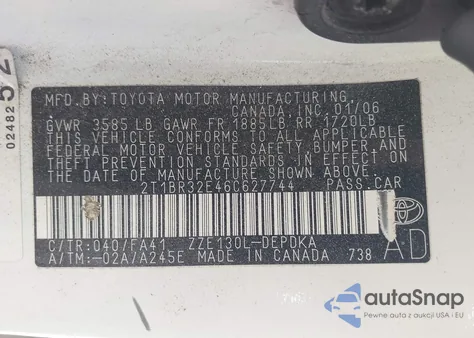 MFD.BY:TOYOTA MOTOR MANUFACTURING
CANADA INC. 01/06
GVWR 3585 LB GAWR FR 1885LB RR 1720LB
THIS VEHICLE CONFORMS TO ALL APPLICABLE
FEDERAL MOTOR VEHICLE SAFETY, BUMPER, AND
THEFT PREVENTION STANDARDS IN EFFECT ON
THE DATE OF MANUFACTURE SHOWN ABOVE.
2T1BR32E46C627744 PASS.CAR
C/TR:040/FA41 ZZE130L-DEPDKA
A/TM:-02A/A245E MADE IN CANADA 738
AD
02482
52
autoSnap
Pewne auta z aukcji USA i EU